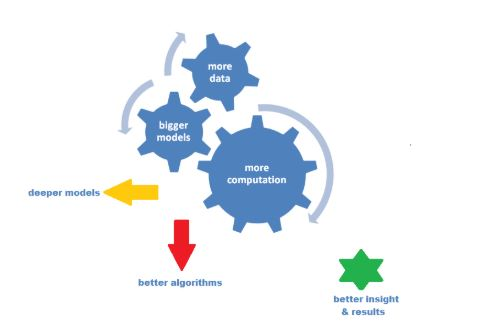 more
data
bigger
models
more
computation
deeper models
better algorithms
better insight
& results